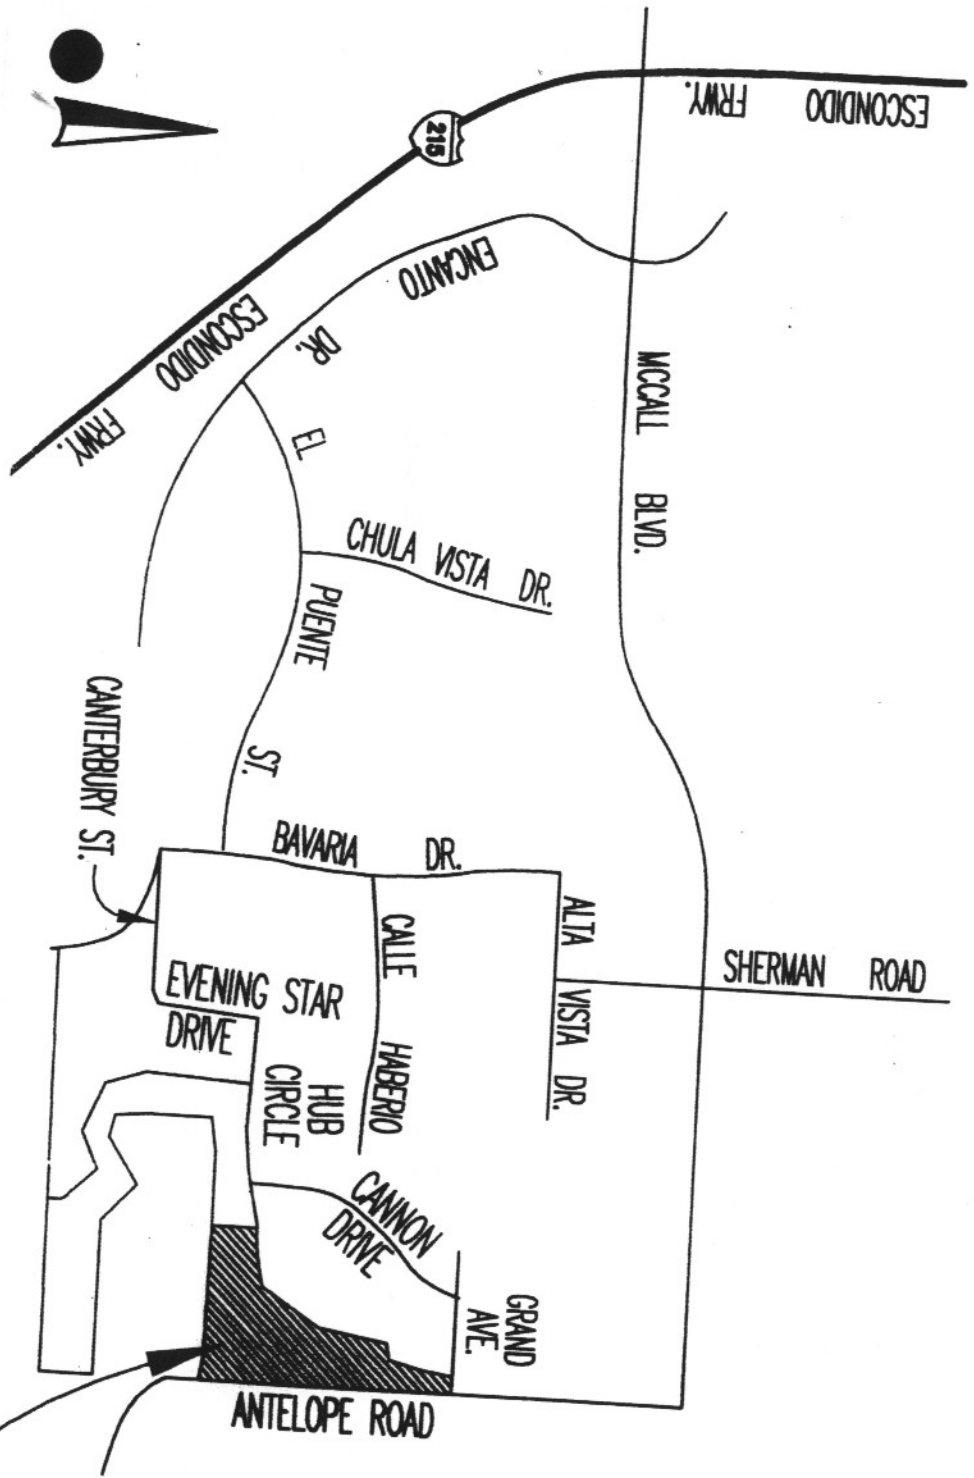 ESCONDIDO FRWY.
215
ENCANTO
DR.
ESCONDIDO
FRWY.
MCCALL BLVD.
EL
PUENTE
ST.
CHULA VISTA DR.
CANTERBURY ST.
BAVARIA DR.
ALTA
VISTA DR.
SHERMAN ROAD
CALLE
HABERIO
EVENING STAR
DRIVE
HUB
CIRCLE
CANNON
DRIVE
GRAND
AVE.
ANTELOPE ROAD